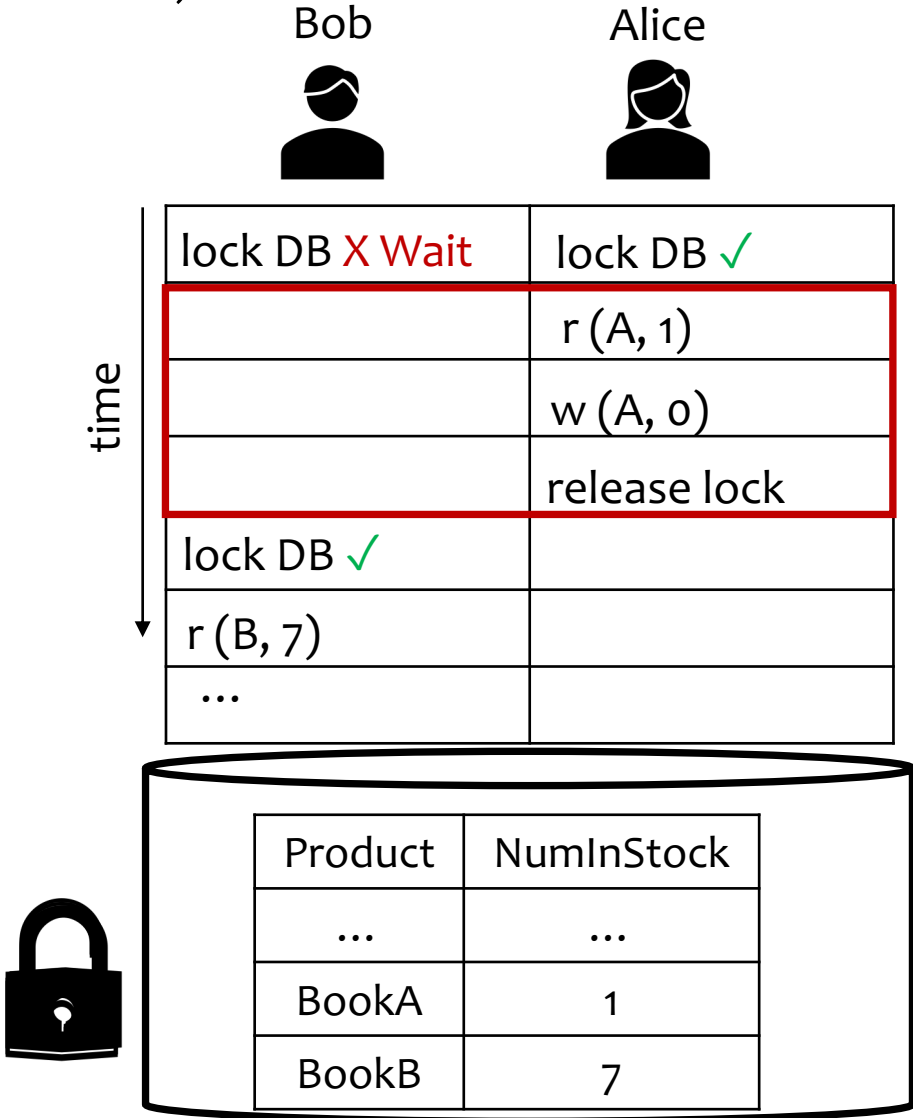 Bob Alice
lock DB X Wait lock DB ✓
r (A, 1)
w (A, 0)
release lock
lock DB ✓
r (B, 7)
...
time
Product NumInStock
... ...
BookA 1
BookB 7